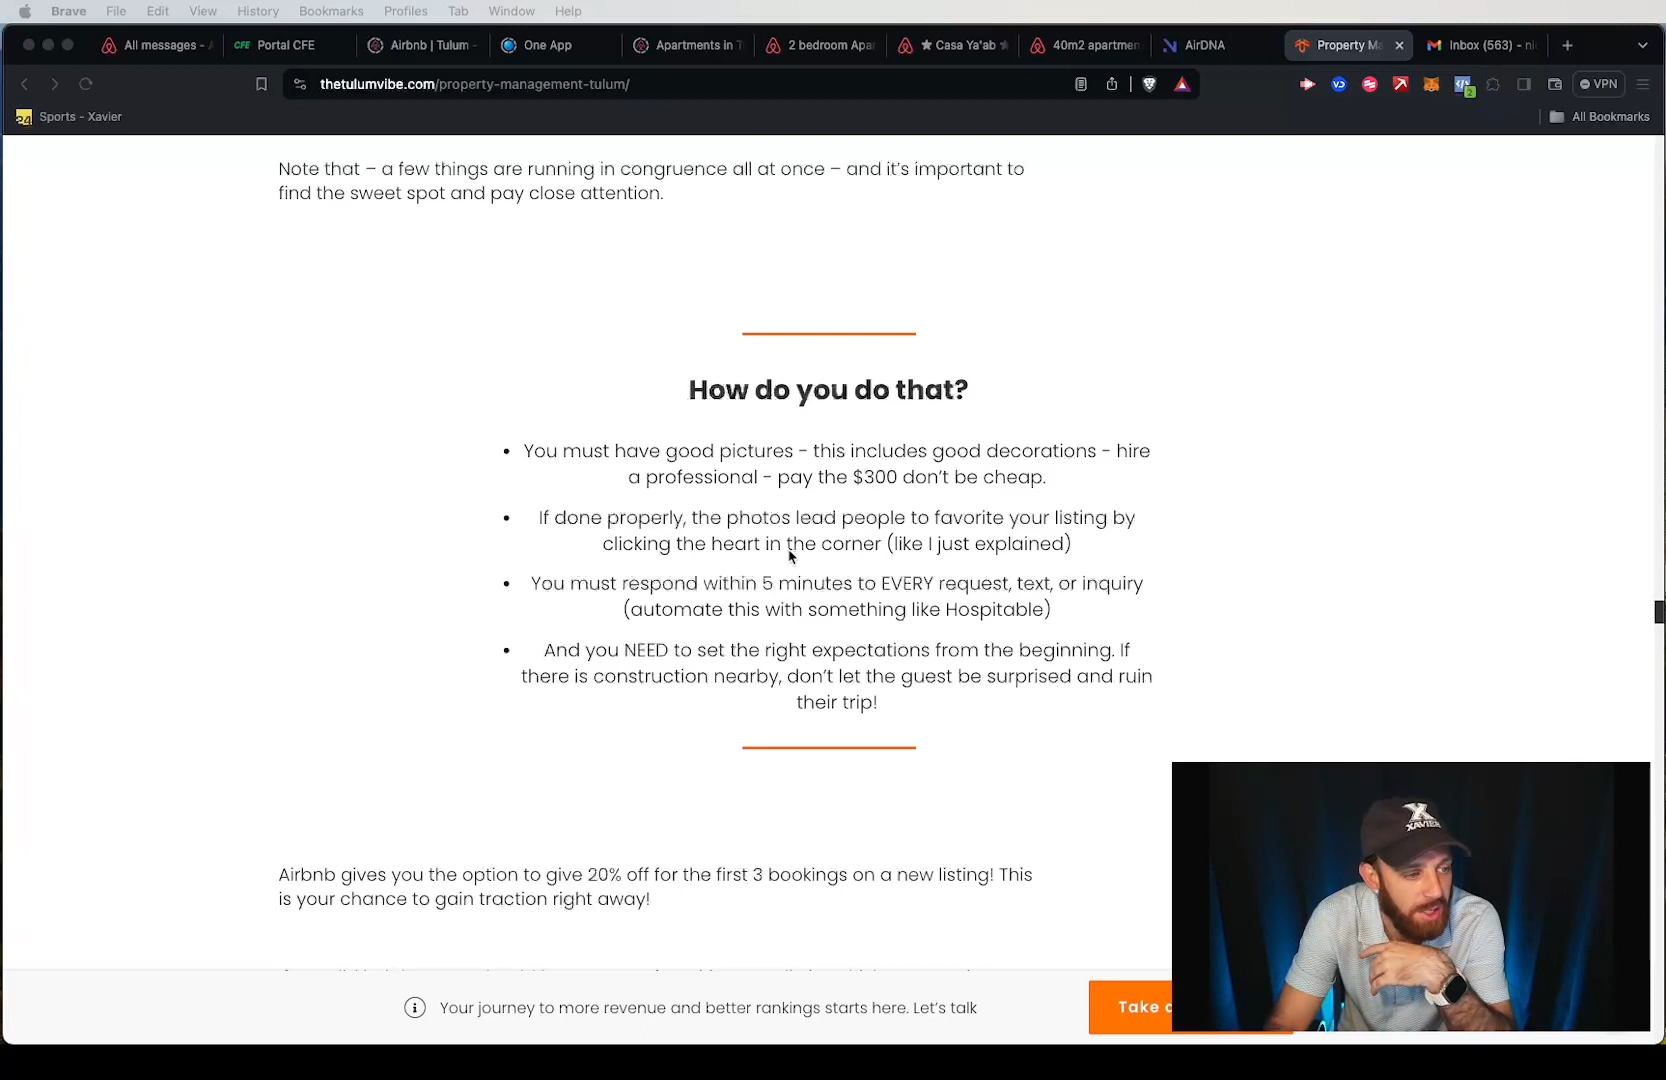 Brave File Edit View History Bookmarks Profiles Tab Window Help
All messages - A
CFE Portal CFE
Airbnb | Tulum -
One App
Apartments in T
2 bedroom Apar
★ Casa Ya'ab ★
40m2 apartmen
AirDNA
Property Ma
Inbox (563) - ni
thetulumvibe.com/property-management-tulum/
2
VPN
24 Sports - Xavier
All Bookmarks
Note that – a few things are running in congruence all at once – and it's important to
find the sweet spot and pay close attention.
How do you do that?
• You must have good pictures - this includes good decorations - hire
a professional - pay the $300 don't be cheap.
• If done properly, the photos lead people to favorite your listing by
clicking the heart in the corner (like I just explained)
• You must respond within 5 minutes to EVERY request, text, or inquiry
(automate this with something like Hospitable)
• And you NEED to set the right expectations from the beginning. If
there is construction nearby, don't let the guest be surprised and ruin
their trip!
Airbnb gives you the option to give 20% off for the first 3 bookings on a new listing! This
is your chance to gain traction right away!
Your journey to more revenue and better rankings starts here. Let's talk
Take
X
XAVIER